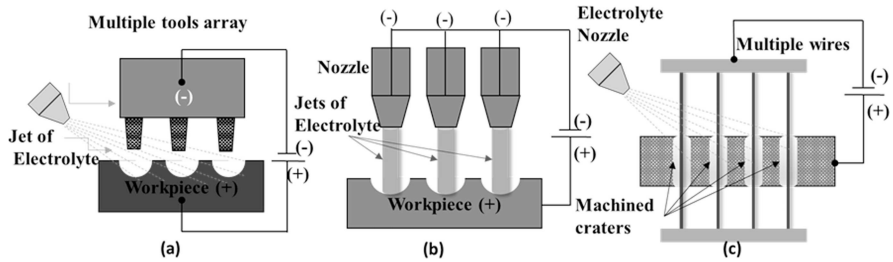 Multiple tools array
(-)
Jet of
Electrolyte
(-)
(+)
Workpiece (+)
(a)
(-)
(-)
(-)
Nozzle
Jets of
Electrolyte
(-)
(+)
Workpiece (+)
(b)
Electrolyte
Nozzle
Multiple wires
(-)
(+)
Machined
craters
(c)